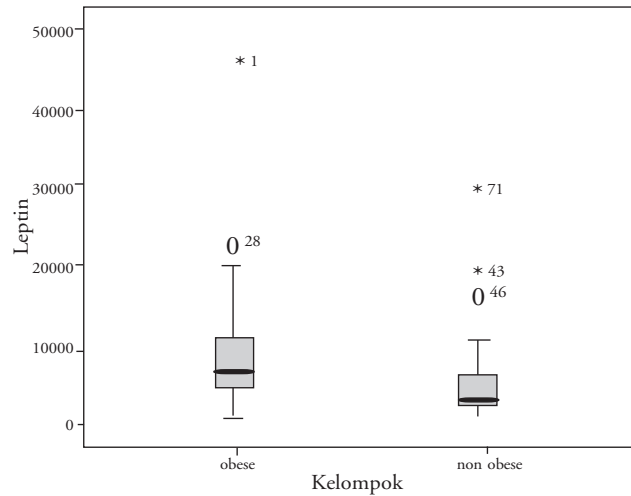 50000
* 1
40000
30000
* 71
Leptin
0 28
20000
* 43
0 46
10000
0
obese
non obese
Kelompok